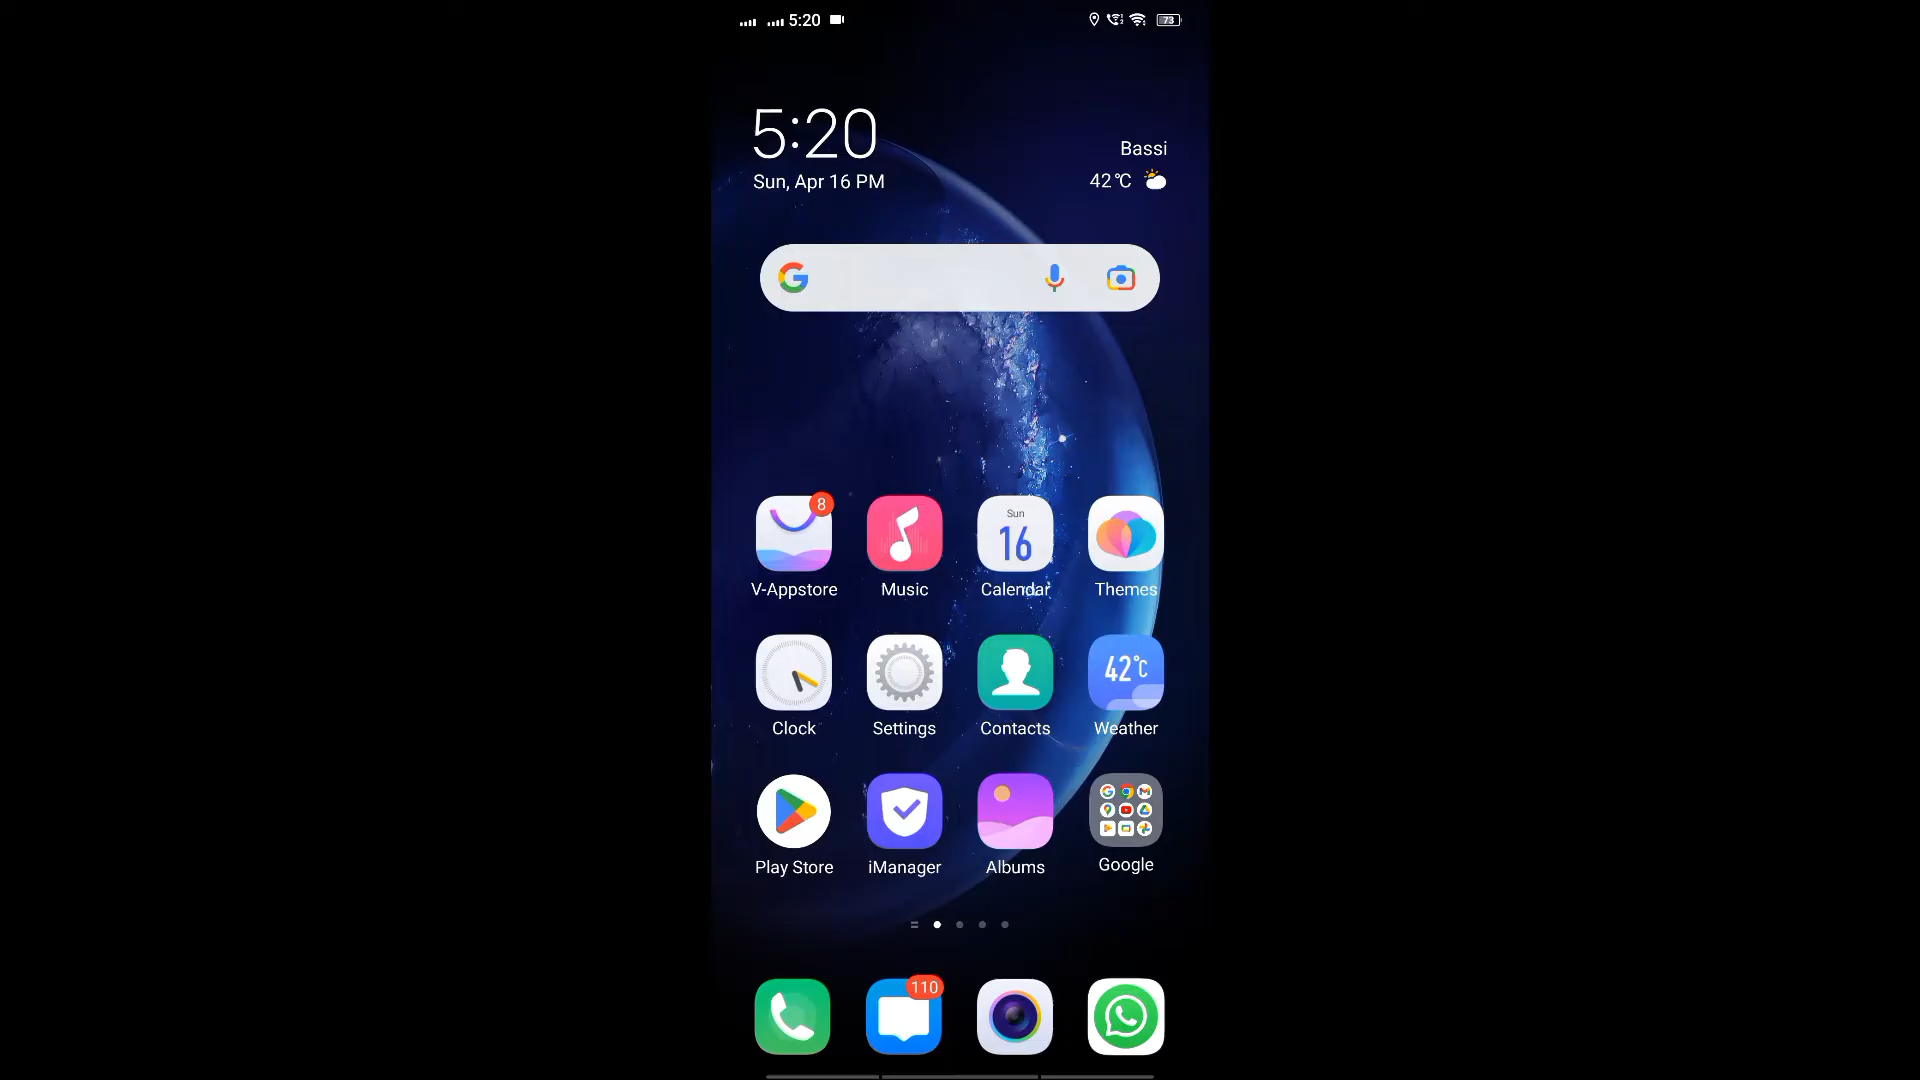 5:20
73
5:20
Sun, Apr 16 PM
Bassi
42°C
8
Sun
16
V-Appstore
Music
Calendar
Themes
42°C
Clock
Settings
Contacts
Weather
Play Store
iManager
Albums
Google
110